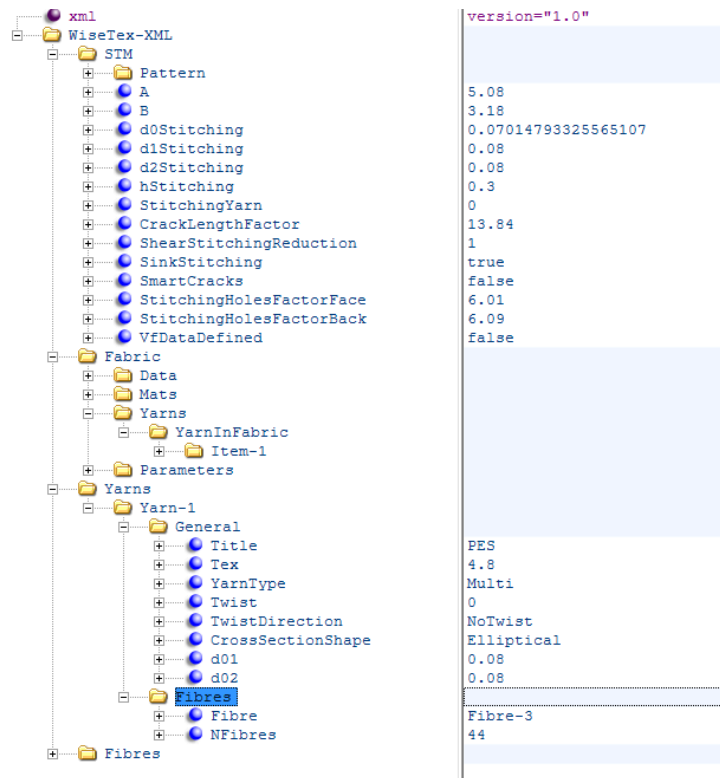 xml version="1.0"
WiseTex-XML
STM
Pattern
A 5.08
B 3.18
d0Stitching 0.07014793325565107
d1Stitching 0.08
d2Stitching 0.08
hStitching 0.3
StitchingYarn 0
CrackLengthFactor 13.84
ShearStitchingReduction 1
SinkStitching true
SmartCracks false
StitchingHolesFactorFace 6.01
StitchingHolesFactorBack 6.09
VfDataDefined false
Fabric
Data
Mats
Yarns
YarnInFabric
Item-1
Parameters
Yarns
Yarn-1
General
Title PES
Tex 4.8
YarnType Multi
Twist 0
TwistDirection NoTwist
CrossSectionShape Elliptical
d01 0.08
d02 0.08
Fibres
Fibre Fibre-3
NFibres 44
Fibres